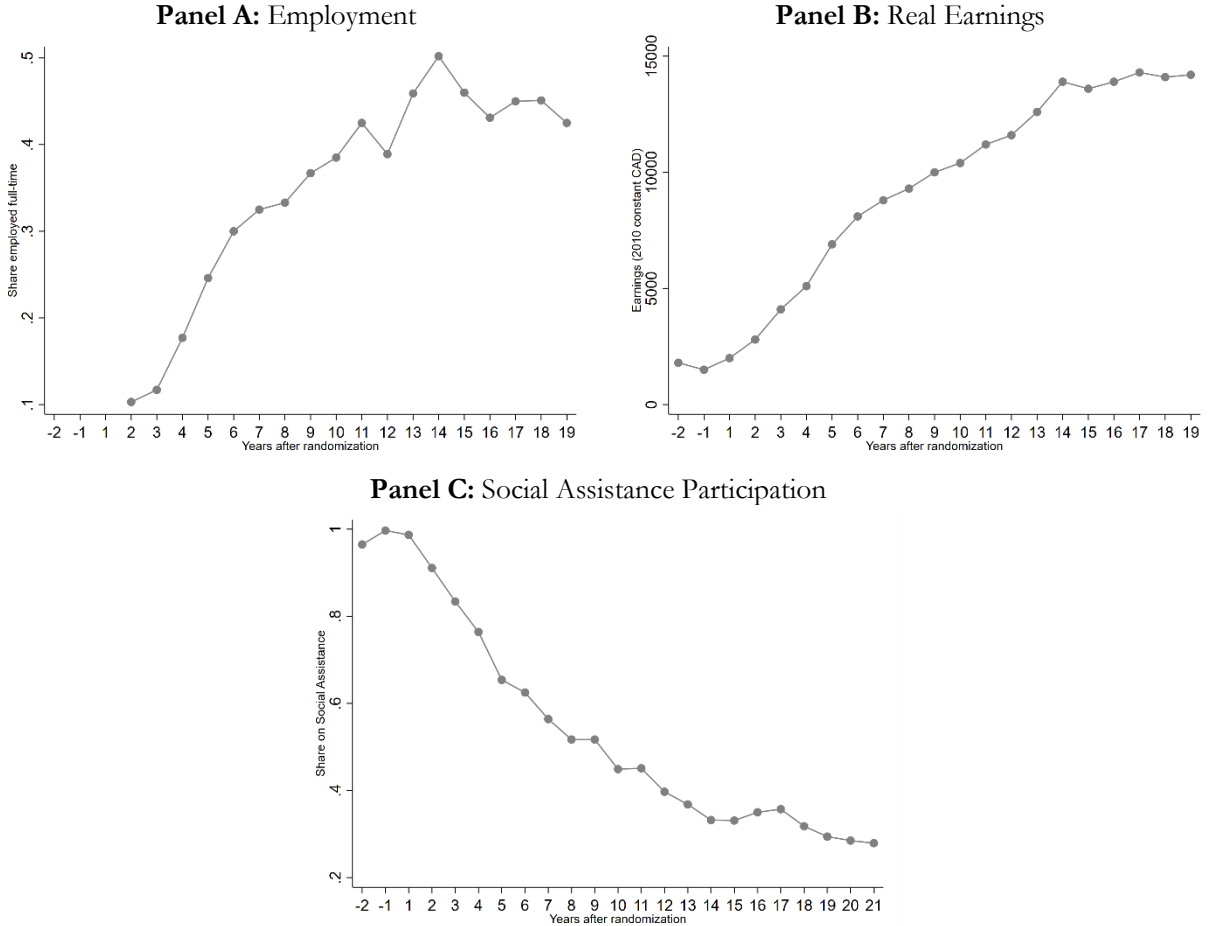 Panel A: Employment
Share employed full-time
.5
.4
.3
.2
.1
-2 -1 1 2 3 4 5 6 7 8 9 10 11 12 13 14 15 16 17 18 19
Years after randomization
Panel B: Real Earnings
Earnings (2010 constant CAD)
15000
10000
5000
0
-2 -1 1 2 3 4 5 6 7 8 9 10 11 12 13 14 15 16 17 18 19
Years after randomization
Panel C: Social Assistance Participation
Share on Social Assistance
1
.8
.6
.4
.2
-2 -1 1 2 3 4 5 6 7 8 9 10 11 12 13 14 15 16 17 18 19 20 21
Years after randomization